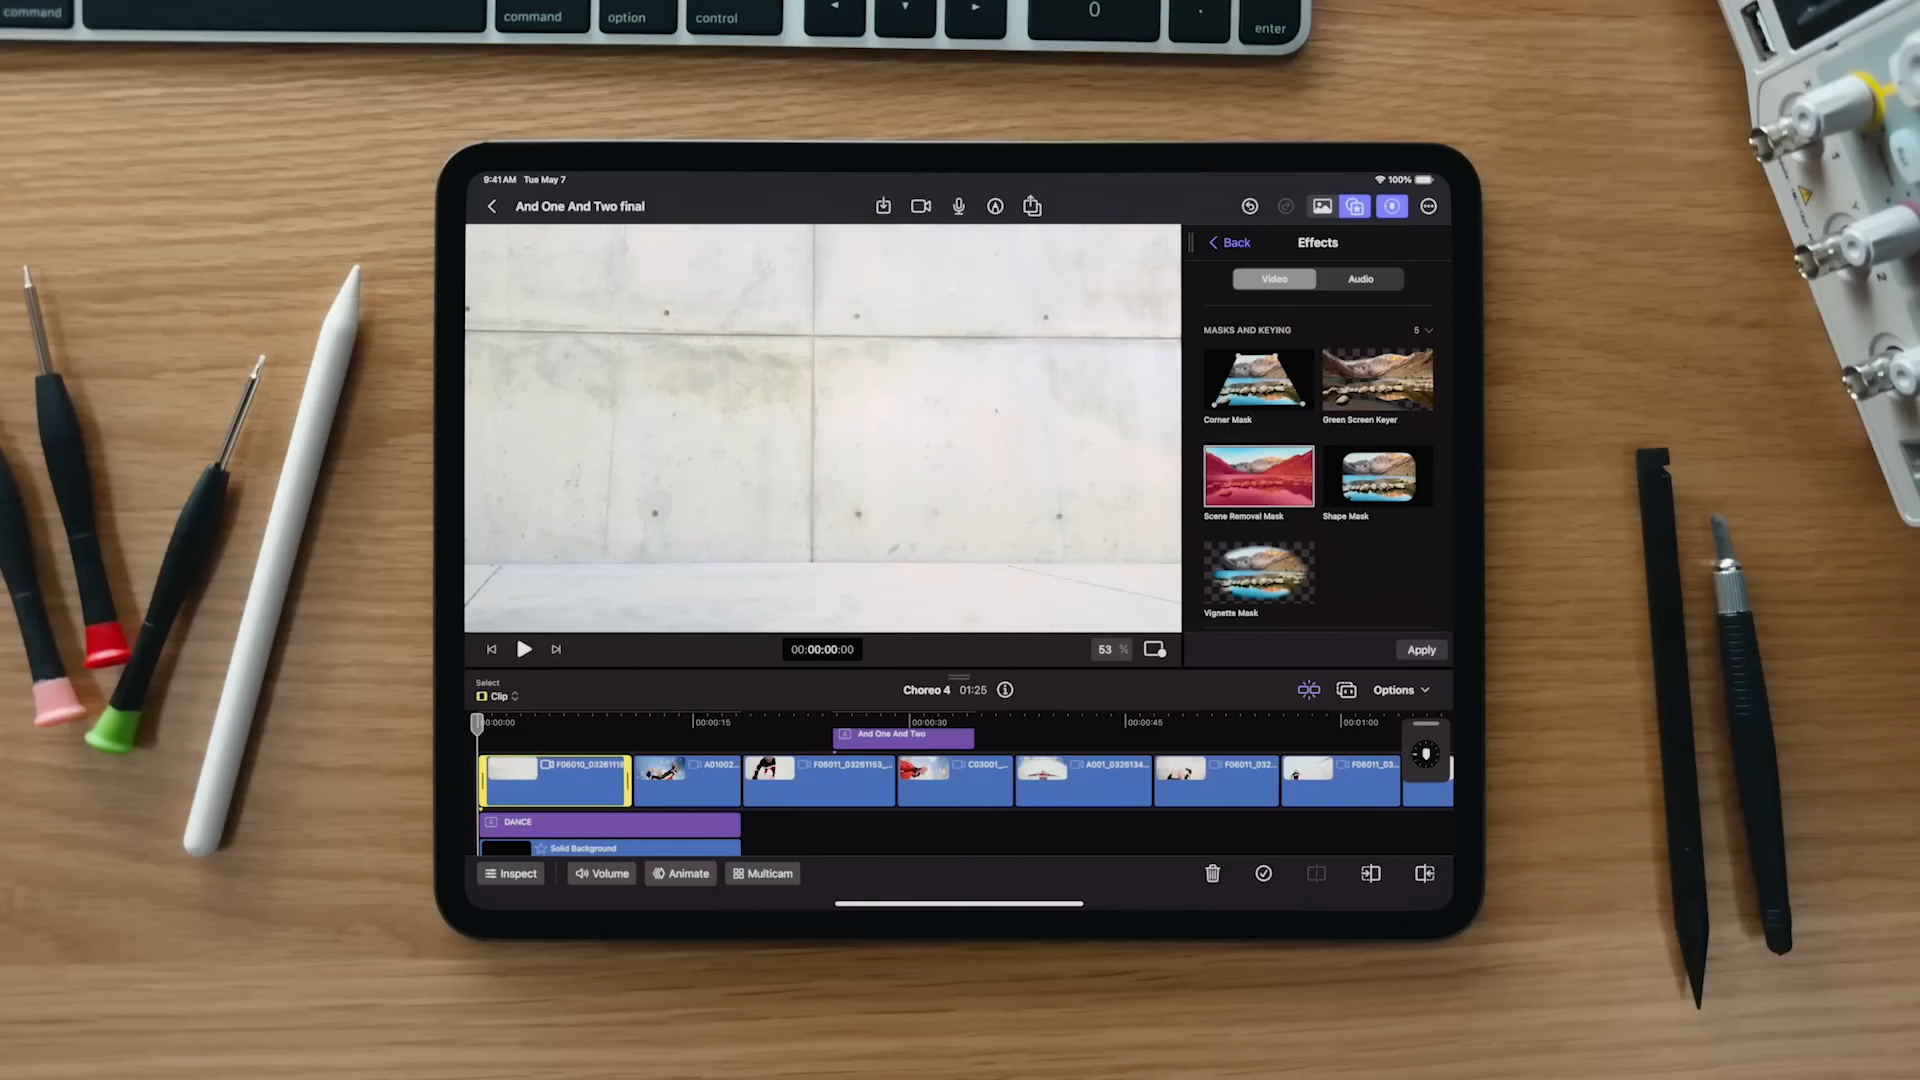 command
command
option
control
0
.
enter
9:41 AM Tue May 7
100%
And One And Two final
Back
Effects
Video
Audio
MASKS AND KEYING
5
Corner Mask
Green Screen Keyer
Scene Removal Mask
Shape Mask
Vignette Mask
00:00:00:00
53 %
Apply
Select
Clip
Choreo 4 01:25
Options
00:00:00
00:00:15
00:00:30
00:00:45
00:01:00
And One And Two
F06010_03261118
A01002...
F06011_03261153_...
C03001_...
A001_0326134...
F06011_032...
F06011_03...
DANCE
Solid Background
Inspect
Volume
Animate
Multicam
1
2
X
Y